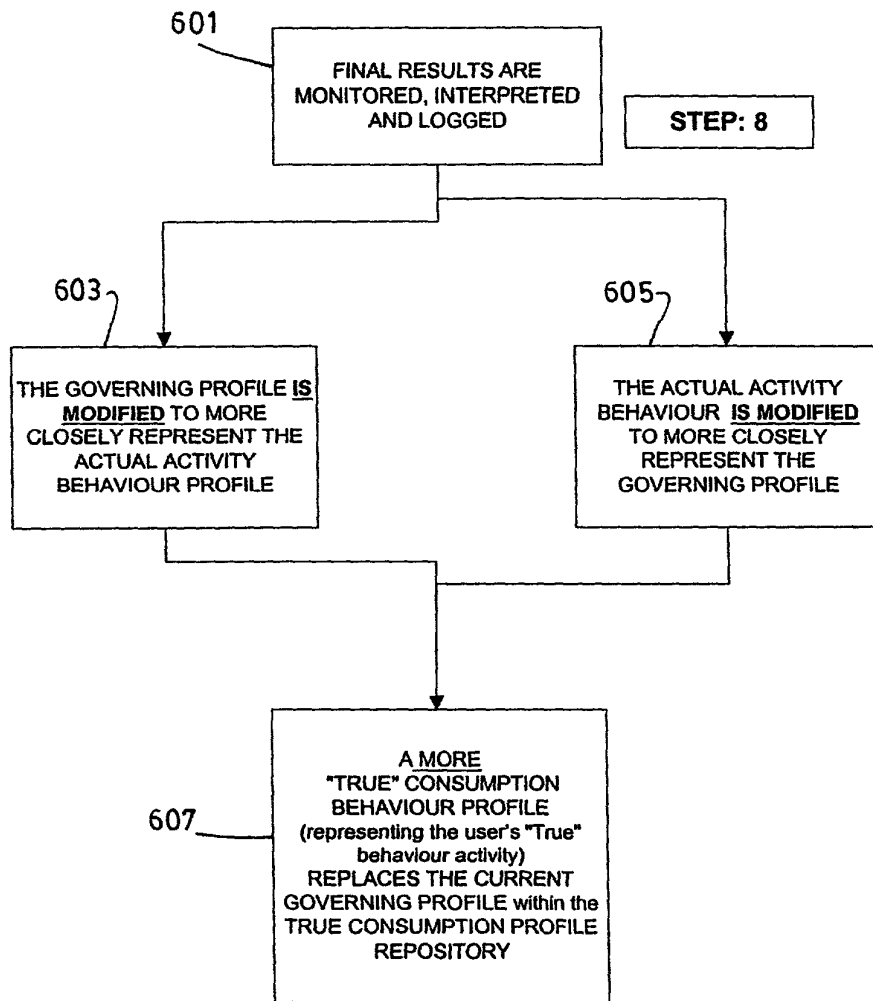 601
FINAL RESULTS ARE
MONITORED, INTERPRETED
AND LOGGED
STEP: 8
603
THE GOVERNING PROFILE IS
MODIFIED TO MORE
CLOSELY REPRESENT THE
ACTUAL ACTIVITY
BEHAVIOUR PROFILE
605
THE ACTUAL ACTIVITY
BEHAVIOUR IS MODIFIED
TO MORE CLOSELY
REPRESENT THE
GOVERNING PROFILE
607
A MORE
"TRUE" CONSUMPTION
BEHAVIOUR PROFILE
(representing the user's "True"
behaviour activity)
REPLACES THE CURRENT
GOVERNING PROFILE within the
TRUE CONSUMPTION PROFILE
REPOSITORY